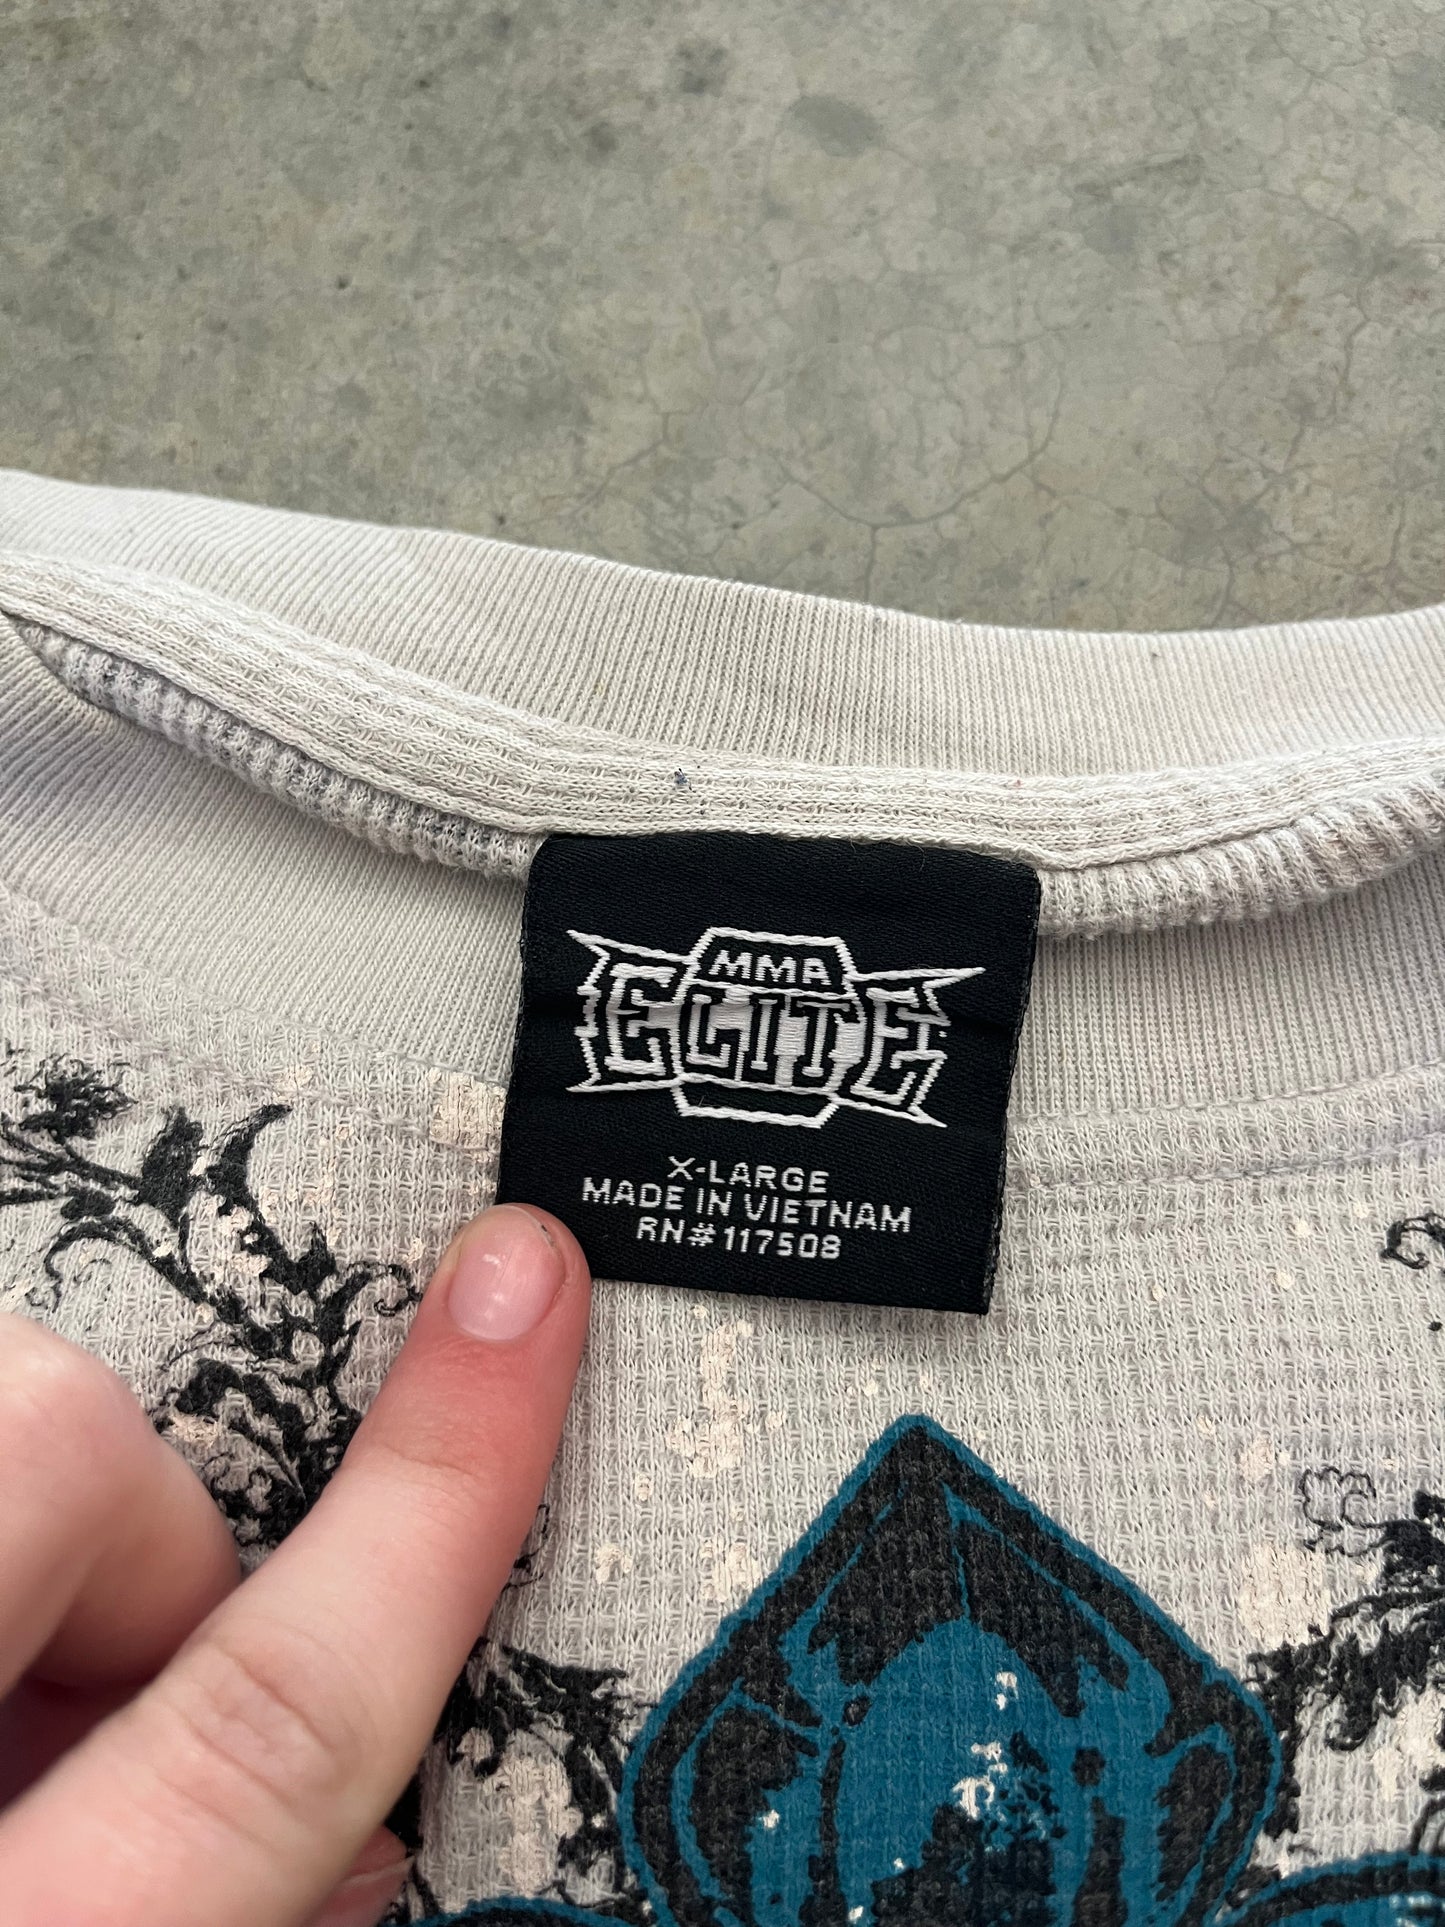 MMA
ELITE
X-LARGE
MADE IN VIETNAM
RN# 117508